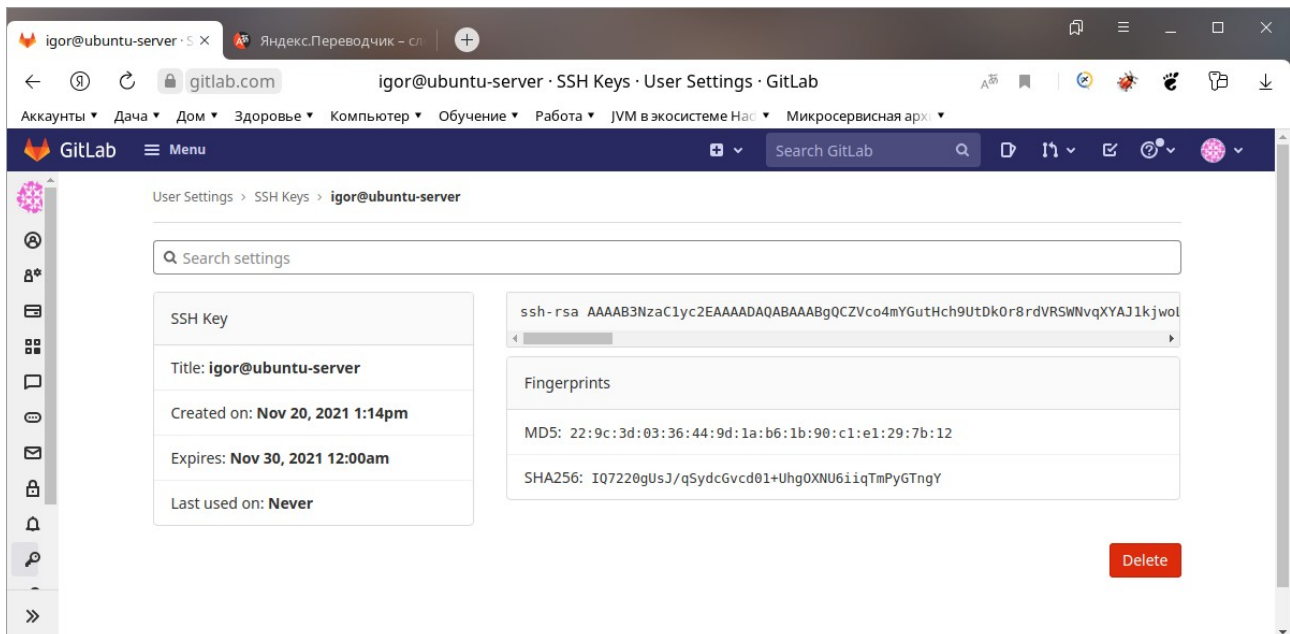 igor@ubuntu-server · S
Яндекс.Переводчик – сл
gitlab.com
igor@ubuntu-server · SSH Keys · User Settings · GitLab
Аккаунты Дача Дом Здоровье Компьютер Обучение Работа JVM в экосистеме Had Микросервисная архи
GitLab Menu Search GitLab
User Settings > SSH Keys > igor@ubuntu-server
Search settings
SSH Key
Title: igor@ubuntu-server
Created on: Nov 20, 2021 1:14pm
Expires: Nov 30, 2021 12:00am
Last used on: Never
ssh-rsa AAAAB3NzaC1yc2EAAAADAQABAAABgQCZVco4mYGutHch9UtDkOr8rdVRSWNvqXYAJ1kjwoL
Fingerprints
MD5: 22:9c:3d:03:36:44:9d:1a:b6:1b:90:c1:e1:29:7b:12
SHA256: IQ7220gUsJ/qSydcGvcd01+UhgOXNU6iiqTmPyGTngY
Delete